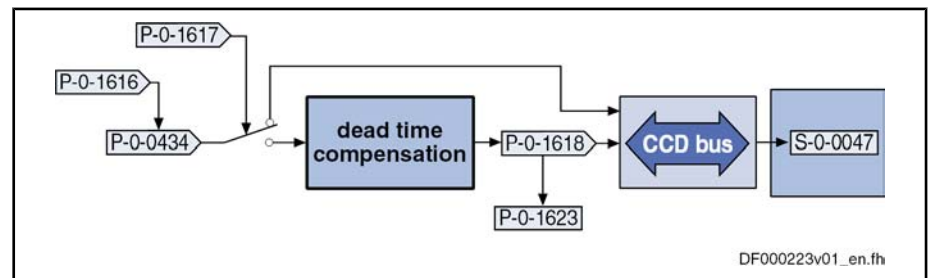 P-0-1617
P-0-1616
P-0-0434
dead time
compensation
P-0-1618
CCD bus
S-0-0047
P-0-1623
DF000223v01_en.fh